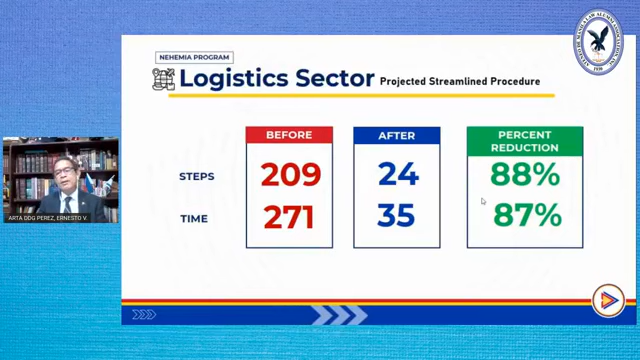 NEHEMIA PROGRAM
Logistics Sector Projected Streamlined Procedure
BEFORE AFTER PERCENT REDUCTION
STEPS 209 24 88%
TIME 271 35 87%
ARTA DDG PEREZ, ERNESTO V.